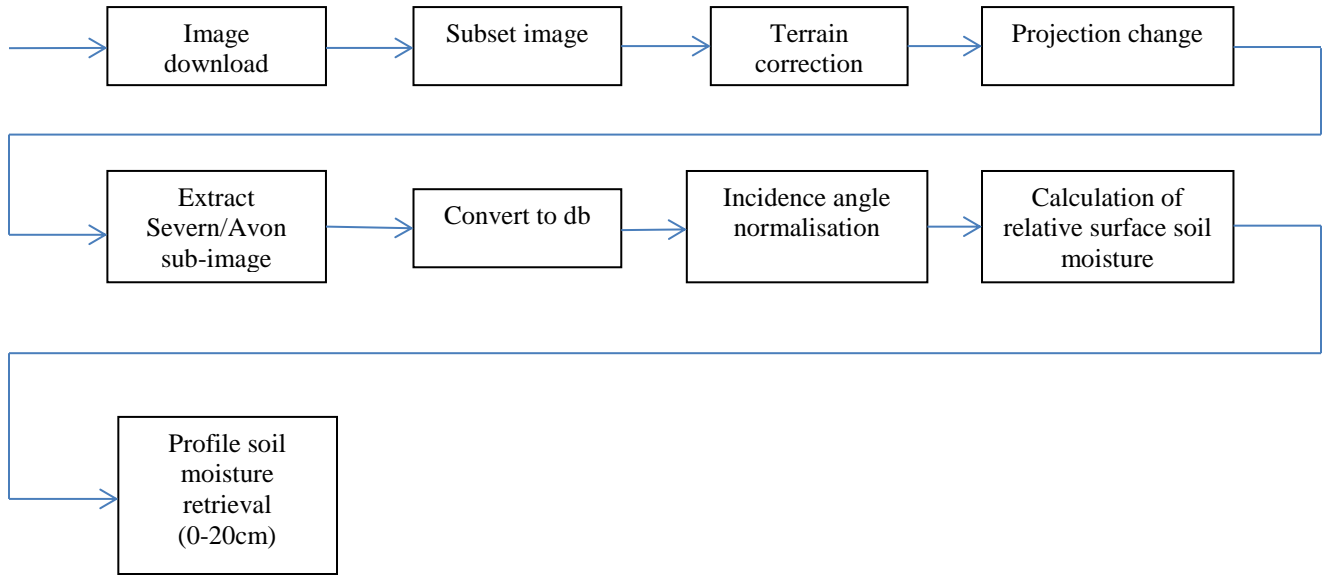 Image
download
Subset image
Terrain
correction
Projection change
Extract
Severn/Avon
sub-image
Convert to db
Incidence angle
normalisation
Calculation of
relative surface soil
moisture
Profile soil
moisture
retrieval
(0-20cm)